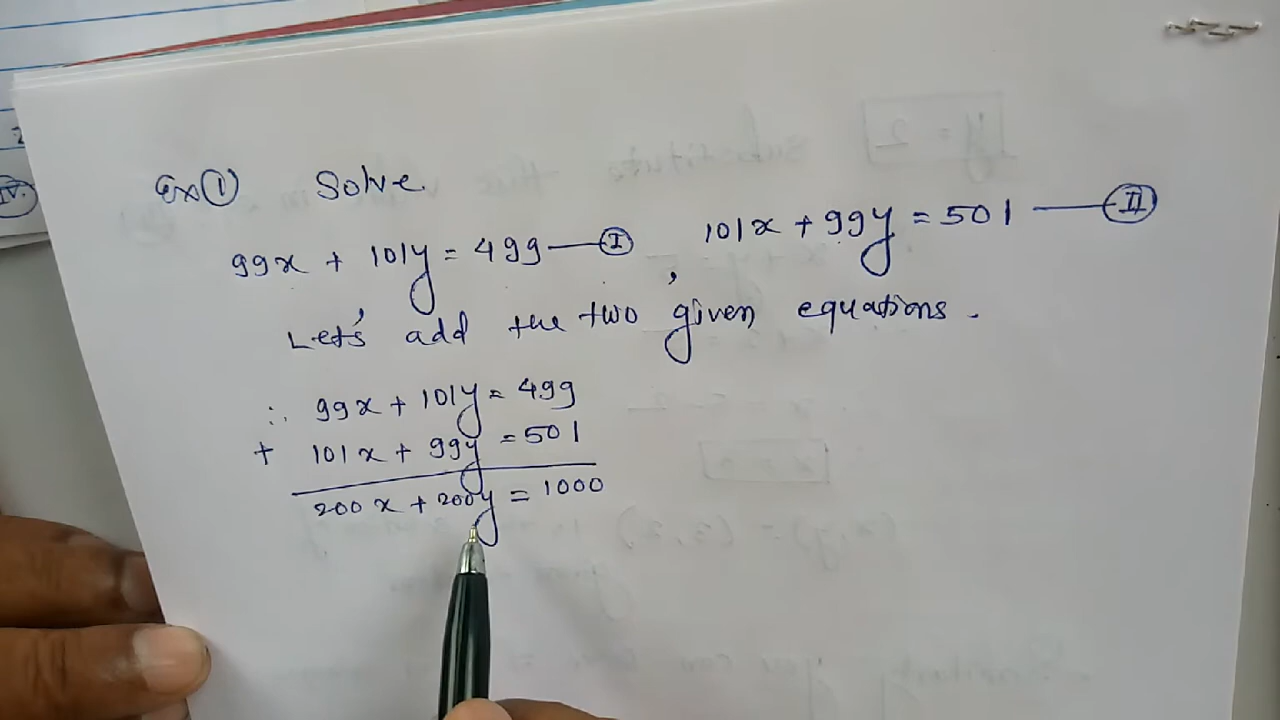 Ex① Solve
99x + 101y = 499 —— Ⓘ , 101x + 99y = 501 —— Ⓘⓘ
Let's add the two given equations.
∴ 99x + 101y = 499
+ 101x + 99y = 501
200x + 200y = 1000
IV.